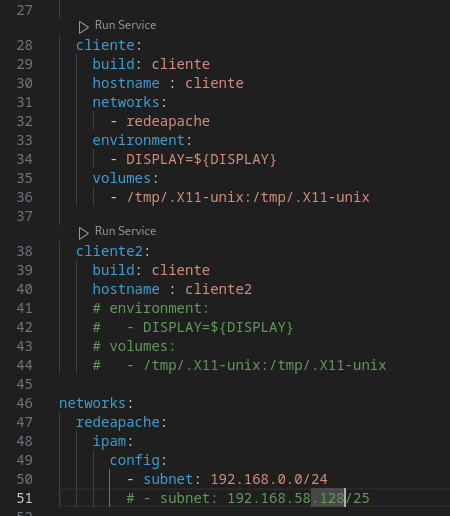 27
Run Service
28 cliente:
29 build: cliente
30 hostname : cliente
31 networks:
32 - redeapache
33 environment:
34 - DISPLAY=${DISPLAY}
35 volumes:
36 - /tmp/.X11-unix:/tmp/.X11-unix
37
Run Service
38 cliente2:
39 build: cliente
40 hostname : cliente2
41 # environment:
42 #   - DISPLAY=${DISPLAY}
43 # volumes:
44 #   - /tmp/.X11-unix:/tmp/.X11-unix
45
46 networks:
47 redeapache:
48 ipam:
49 config:
50 - subnet: 192.168.0.0/24
51 # - subnet: 192.168.58.128/25
52